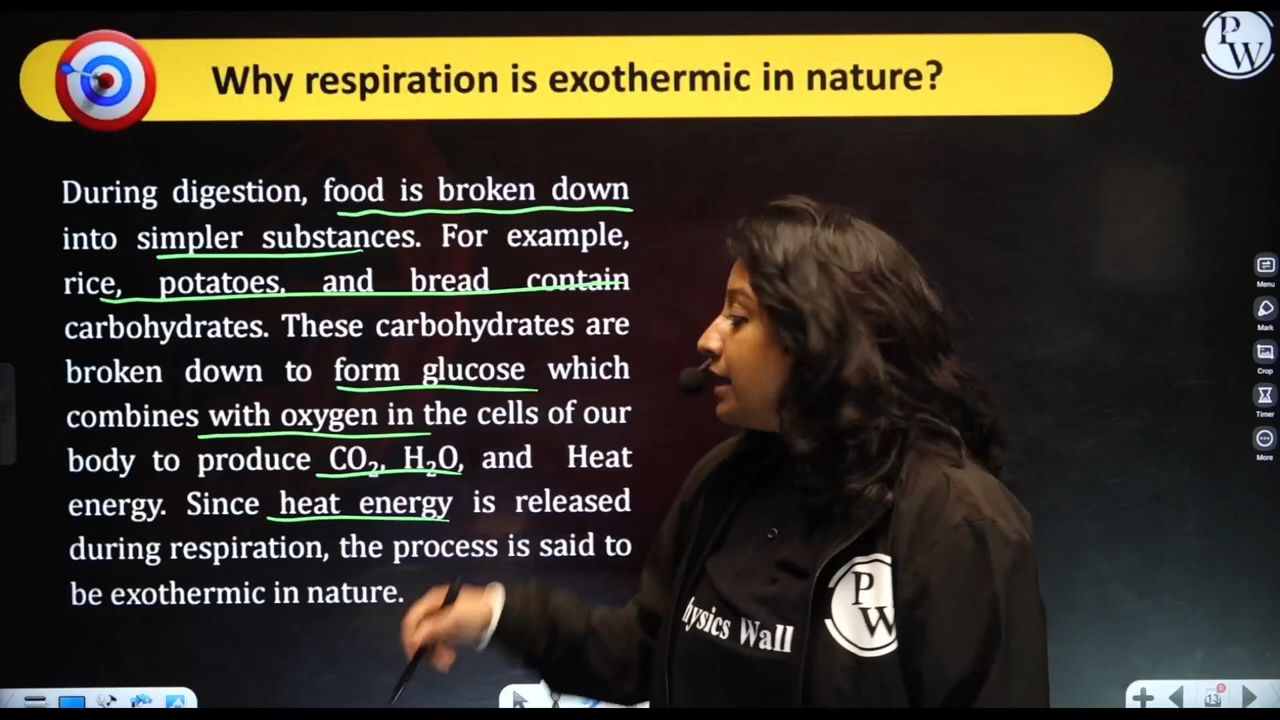 Why respiration is exothermic in nature?
P
W
During digestion, food is broken down
into simpler substances. For example,
rice, potatoes, and bread contain
carbohydrates. These carbohydrates are
broken down to form glucose which
combines with oxygen in the cells of our
body to produce CO₂, H₂O, and Heat
energy. Since heat energy is released
during respiration, the process is said to
be exothermic in nature.
Menu
Mark
Crop
Timer
More
hysics Wall
P
W
13